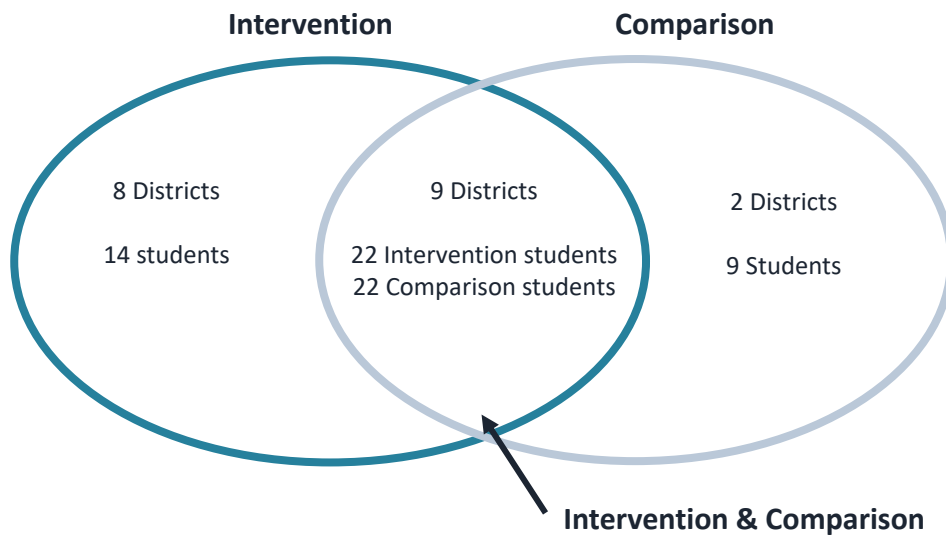 Intervention
Comparison
8 Districts
14 students
9 Districts
22 Intervention students
22 Comparison students
2 Districts
9 Students
Intervention & Comparison